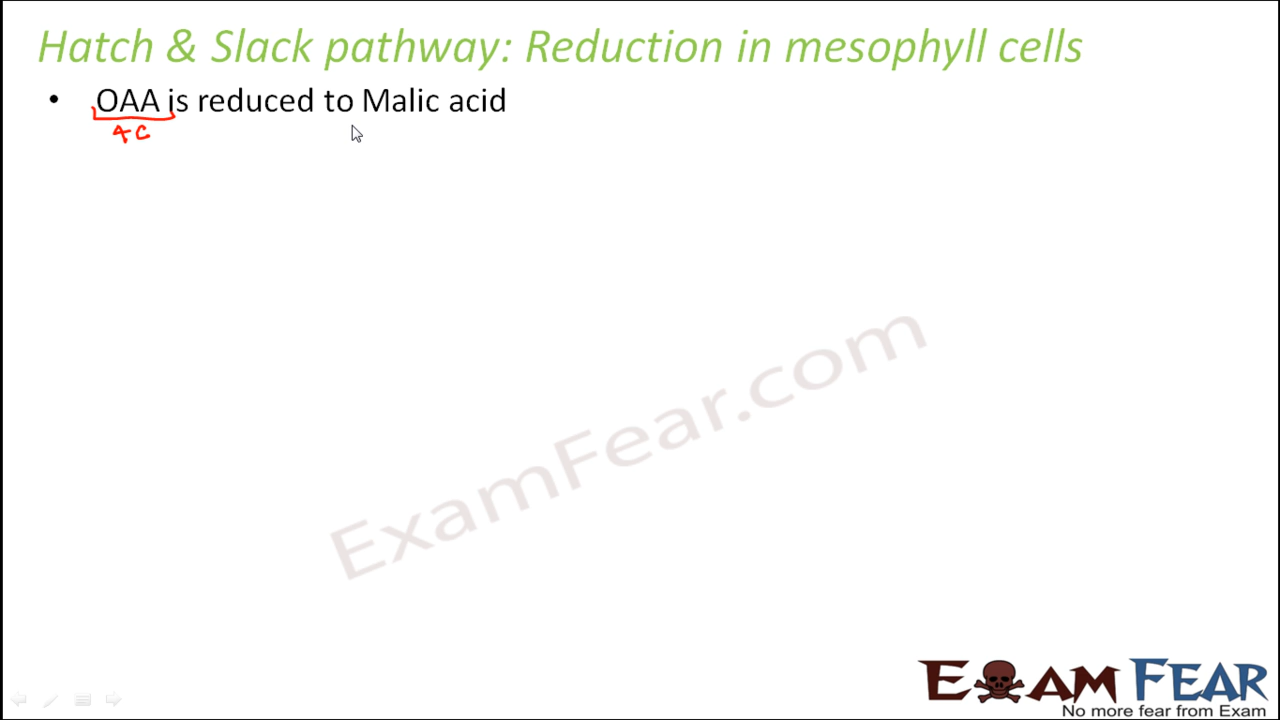 Hatch & Slack pathway: Reduction in mesophyll cells
• OAA is reduced to Malic acid
4C
ExamFear.com
EXAM FEAR
No more fear from Exam